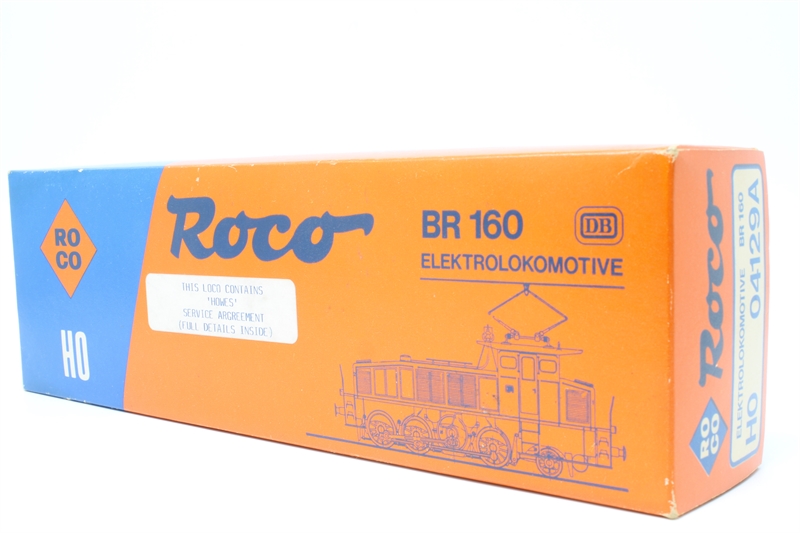 RO
CO
HO
Roco
THIS LOCO CONTAINS
'HOWES'
SERVICE ARGREEMENT
(FULL DETAILS INSIDE)
BR 160
DB
ELEKTROLOKOMOTIVE
Roco
RO
CO
ELEKTROLOKOMOTIVE BR 160
HO 04129A